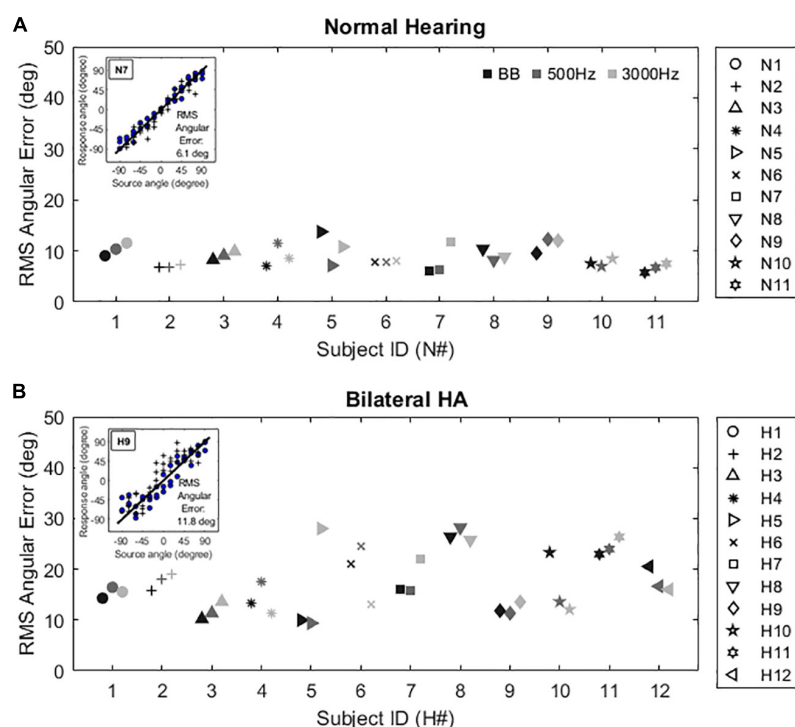 A
Normal Hearing
RMS Angular Error (deg)
50
40
30
20
10
0
N7
Response angle (degree)
90
45
0
-45
-90
RMS
Angular
Error:
6.1 deg
-90 -45 0 45 90
Source angle (degree)
BB 500Hz 3000Hz
1 2 3 4 5 6 7 8 9 10 11
Subject ID (N#)
N1
N2
N3
N4
N5
N6
N7
N8
N9
N10
N11
B
Bilateral HA
RMS Angular Error (deg)
50
40
30
20
10
0
H9
Response angle (degree)
90
45
0
-45
-90
RMS
Angular
Error:
11.8 deg
-90 -45 0 45 90
Source angle (degree)
1 2 3 4 5 6 7 8 9 10 11 12
Subject ID (H#)
H1
H2
H3
H4
H5
H6
H7
H8
H9
H10
H11
H12